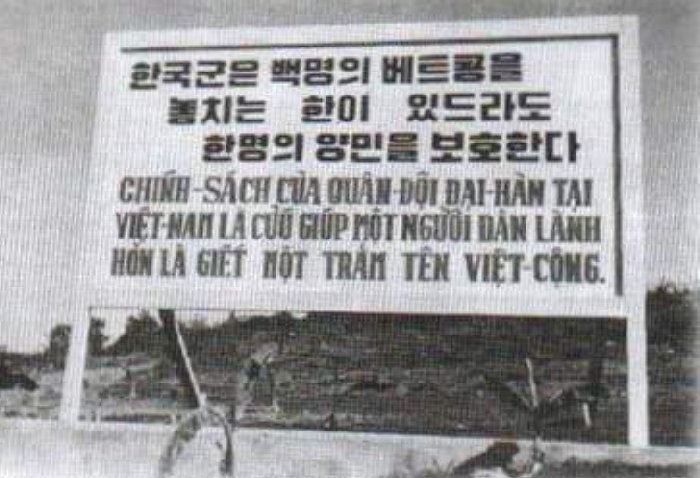 한국군은 백명의 베트콩을
놓치는 한이 있드라도
한명의 양민을 보호한다
CHÍNH-SÁCH CỦA QUÂN-ĐỘI ĐẠI-HÀN TẠI
VIỆT-NAM LÀ CỨU GIÚP MỘT NGƯỜI DÂN LÀNH
HƠN LÀ GIẾT MỘT TRĂM TÊN VIỆT-CỘNG.